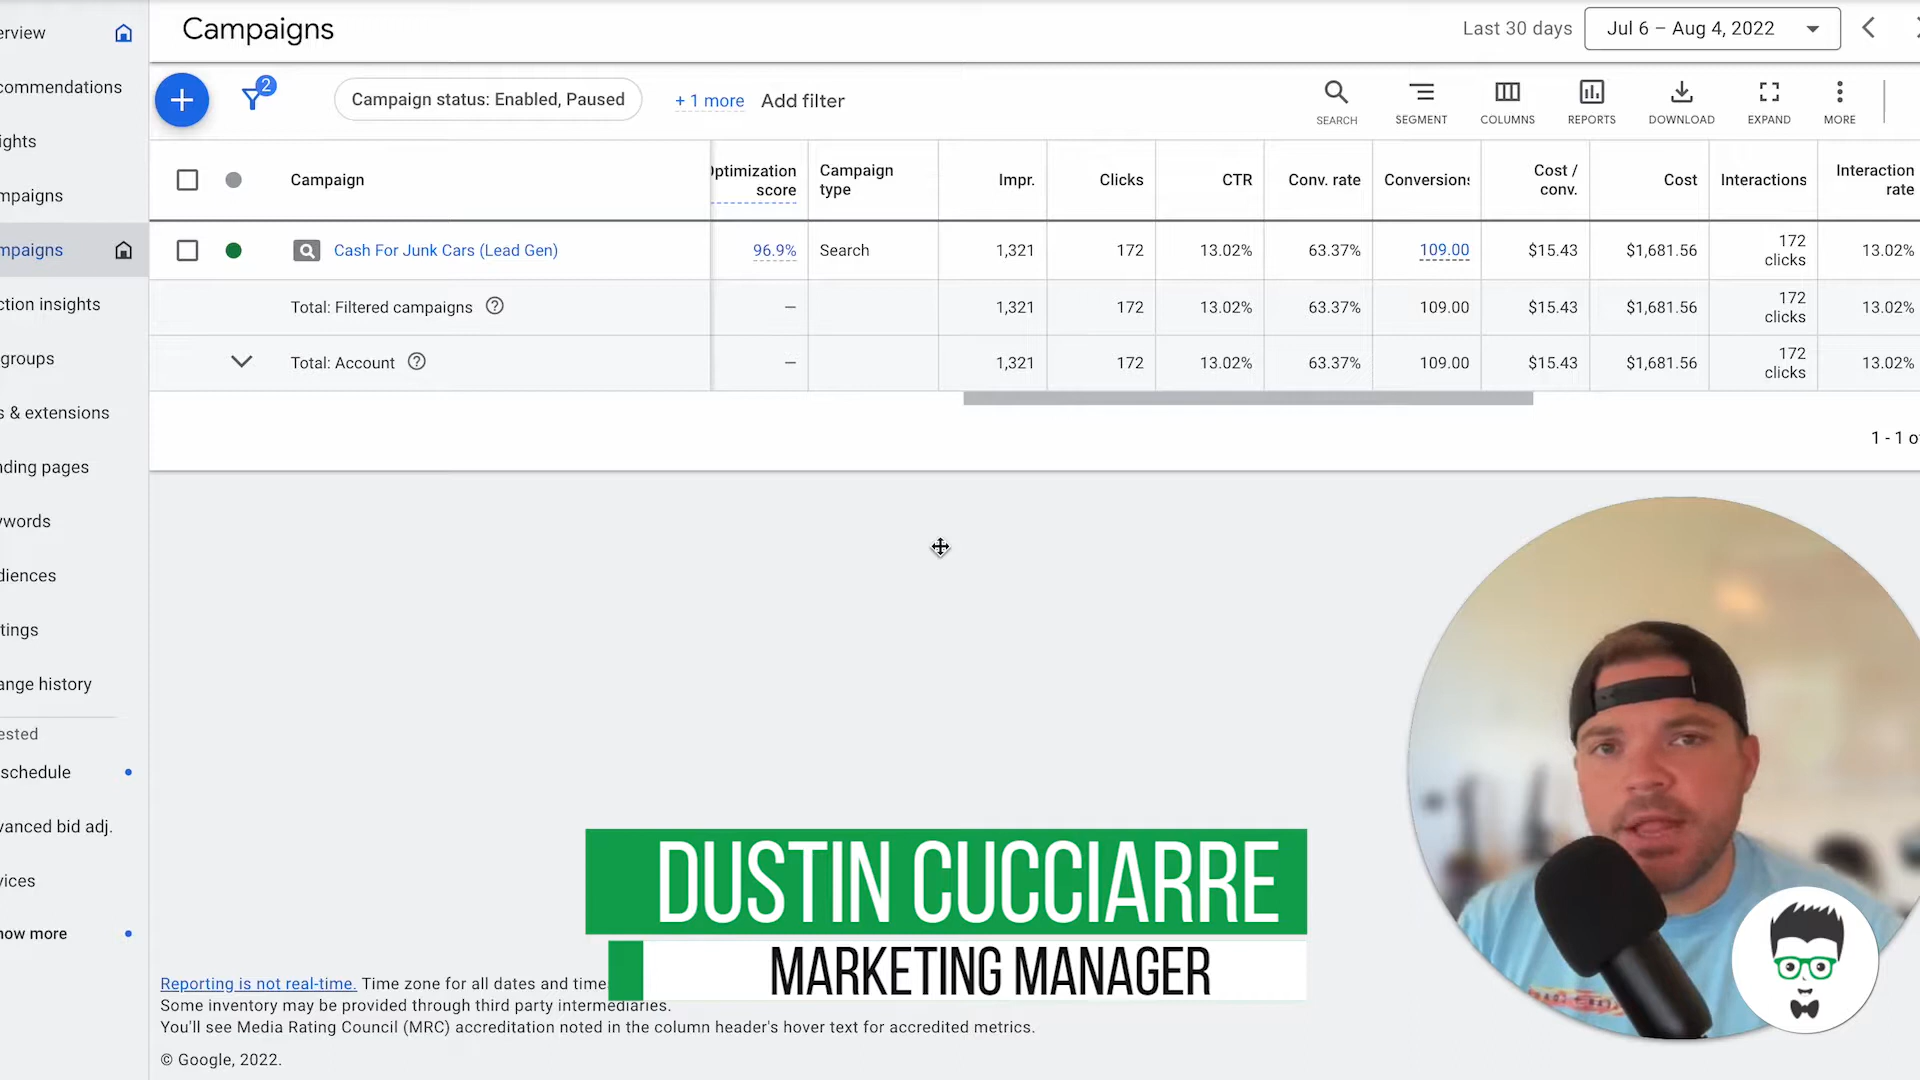 Campaigns
Last 30 days
Jul 6 – Aug 4, 2022
erview
commendations
ights
mpaigns
mpaigns
ction insights
groups
s & extensions
nding pages
ywords
diences
tings
ange history
ested
schedule
vanced bid adj.
vices
how more
2
Campaign status: Enabled, Paused
+ 1 more
Add filter
SEARCH
SEGMENT
COLUMNS
REPORTS
DOWNLOAD
EXPAND
MORE
Campaign
Optimization score
Campaign type
Impr.
Clicks
CTR
Conv. rate
Conversions
Cost / conv.
Cost
Interactions
Interaction rate
Cash For Junk Cars (Lead Gen) 96.9% Search 1,321 172 13.02% 63.37% 109.00 $15.43 $1,681.56 172 clicks 13.02%
Total: Filtered campaigns – 1,321 172 13.02% 63.37% 109.00 $15.43 $1,681.56 172 clicks 13.02%
Total: Account – 1,321 172 13.02% 63.37% 109.00 $15.43 $1,681.56 172 clicks 13.02%
1 - 1 o
DUSTIN CUCCIARRE
MARKETING MANAGER
Reporting is not real-time. Time zone for all dates and time
Some inventory may be provided through third party intermediaries.
You'll see Media Rating Council (MRC) accreditation noted in the column header's hover text for accredited metrics.
© Google, 2022.